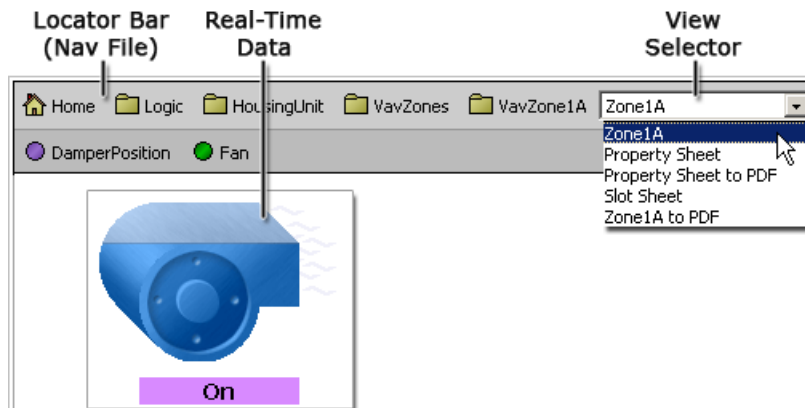 Locator Bar Real-Time View
(Nav File) Data Selector
Home Logic HousingUnit VavZones VavZone1A Zone1A
DamperPosition Fan
Zone1A
Property Sheet
Property Sheet to PDF
Slot Sheet
Zone1A to PDF
On